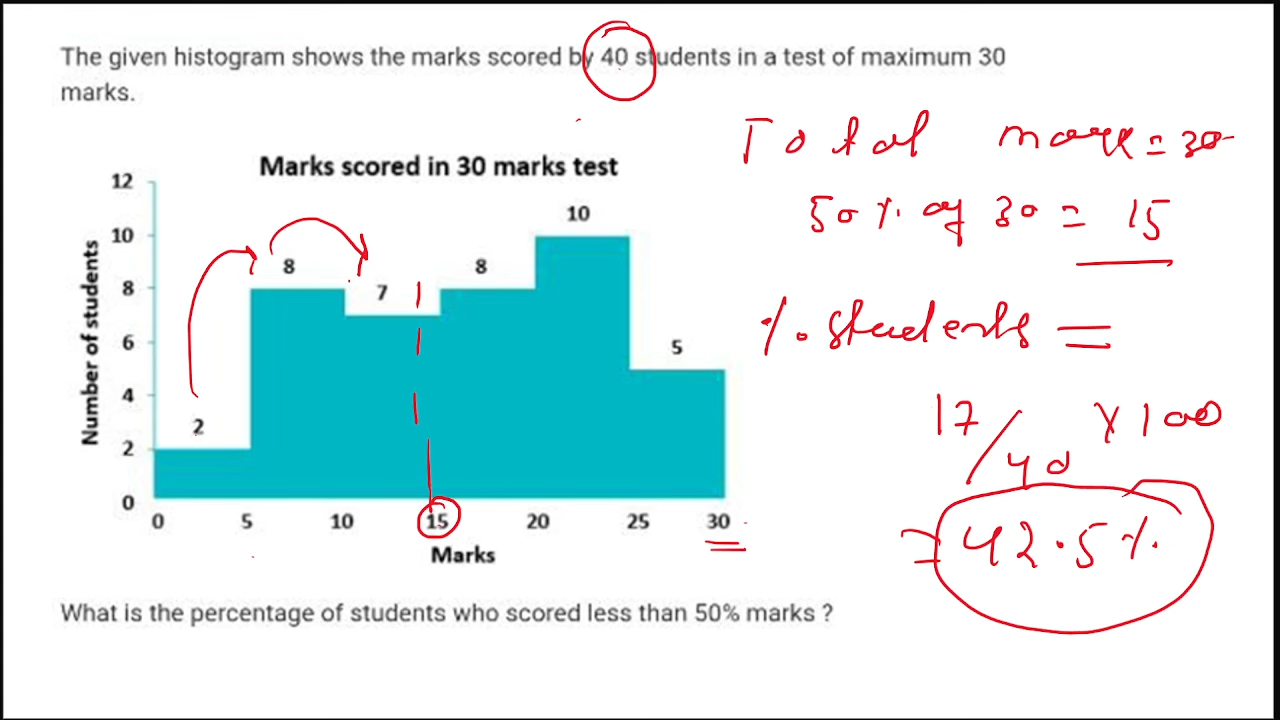 The given histogram shows the marks scored by 40 students in a test of maximum 30
marks.
Total mark = 30
50% of 30 = 15
% students =
17/40 X 100
= 42.5%
Marks scored in 30 marks test
Number of students
12
10
8
6
4
2
0
2
8
7
8
10
5
0 5 10 15 20 25 30
Marks
What is the percentage of students who scored less than 50% marks ?